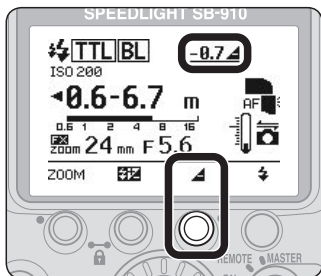 SPEEDLIGHT SB-910
TTL BL -0.7
ISO 200
0.6-6.7 m
AF
0.6 1 2 4 8 16
FX
Zoom 24 mm F5.6
ZOOM
REMOTE MASTER